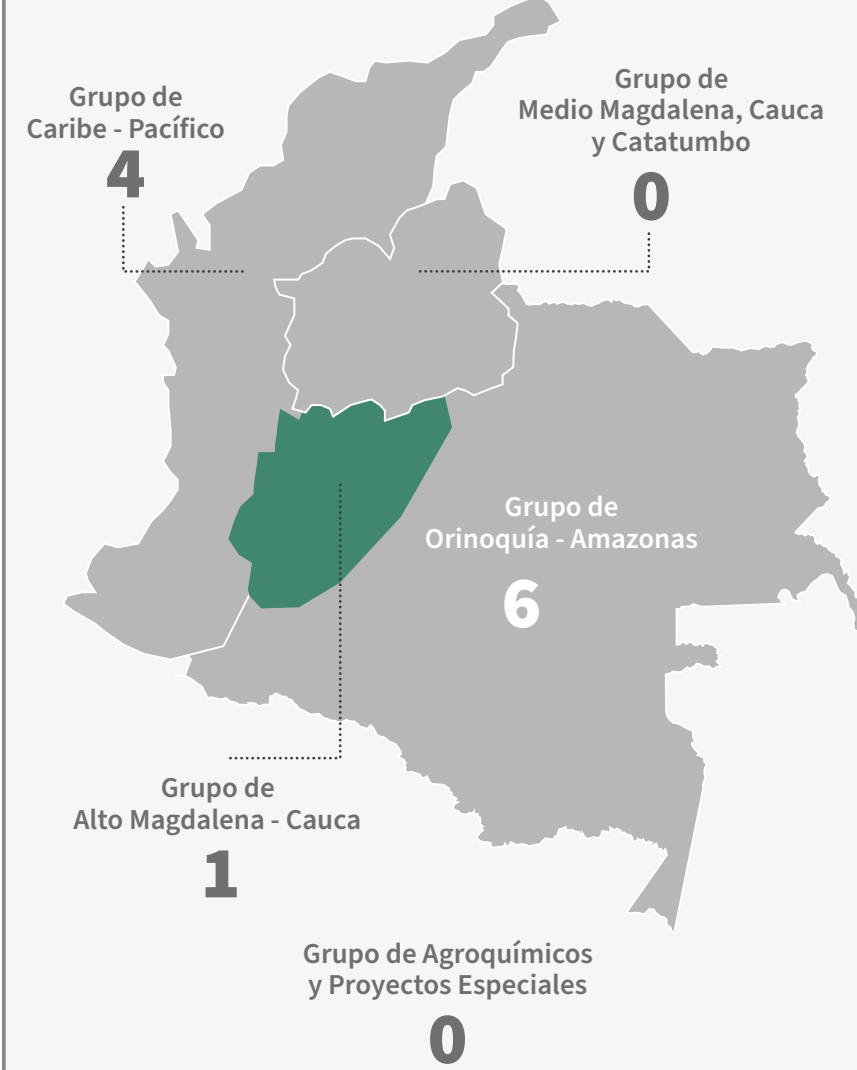 Grupo de
Caribe - Pacífico
4
Grupo de
Medio Magdalena, Cauca
y Catatumbo
0
Grupo de
Orinoquía - Amazonas
6
Grupo de
Alto Magdalena - Cauca
1
Grupo de Agroquímicos
y Proyectos Especiales
0